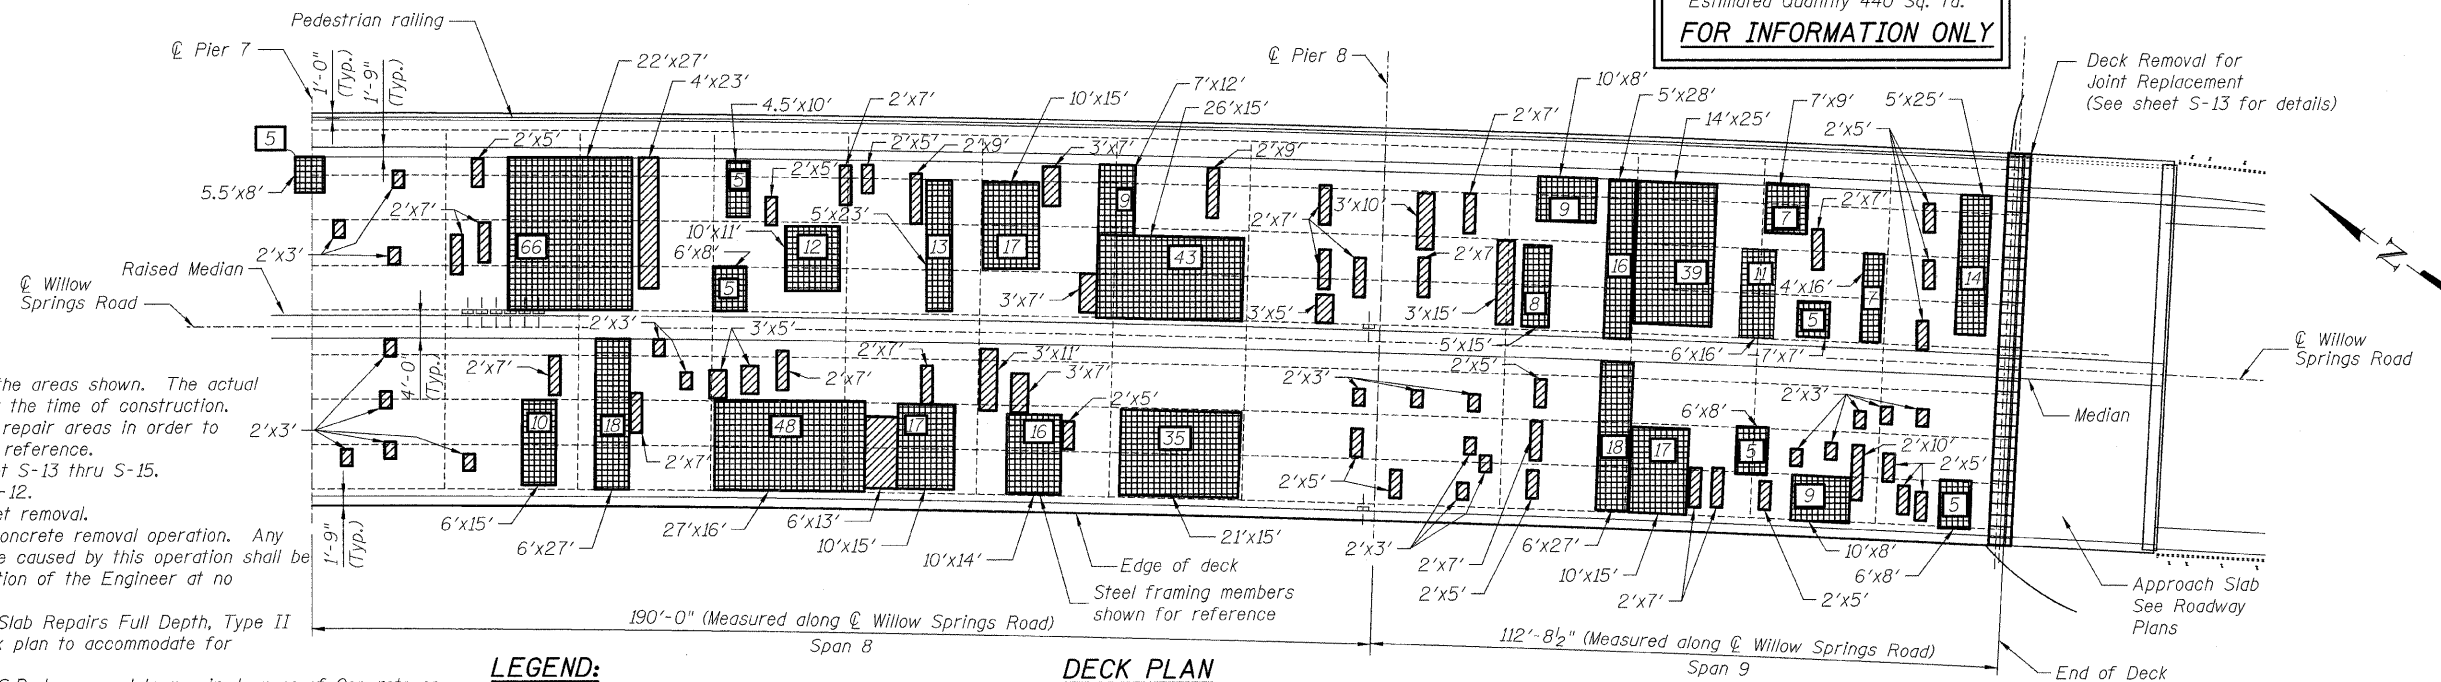 Estimated Quantity 440 Sq. Yd.
FOR INFORMATION ONLY
Pedestrian railing
℄ Pier 7
1'-0"
(Typ.)
1'-9"
(Typ.)
22'x27'
4'x23'
4.5'x10'
2'x7'
10'x15'
7'x12'
26'x15'
℄ Pier 8
10'x8'
5'x28'
14'x25'
7'x9'
5'x25'
Deck Removal for
Joint Replacement
(See sheet S-13 for details)
5
5.5'x8'
2'x5'
2'x5'
2'x5'
2'x9'
3'x7'
2'x9'
2'x7'
2'x5'
2'x7'
2'x3'
66
5
10'x11'
6'x8'
5
12
5'x23'
13
17
9
43
3'x7'
2'x7'
3'x5'
3'x10'
2'x7'
3'x15'
9
8
5'x15'
16
39
7
2'x7'
11
4'x16'
5
7
14
6'x16'
7'x7'
N
Raised Median
℄ Willow
Springs Road
℄ Willow
Springs Road
Median
the areas shown. The actual
the time of construction.
repair areas in order to
reference.
S-13 thru S-15.
-12.
et removal.
concrete removal operation. Any
e caused by this operation shall be
tion of the Engineer at no
Slab Repairs Full Depth, Type II
k plan to accommodate for
4'-0"
(Typ.)
2'x3'
2'x7'
2'x3'
3'x5'
2'x7'
2'x7'
3'x11'
3'x7'
2'x5'
2'x3'
2'x5'
2'x3'
6'x8'
2'x10'
2'x5'
10
18
2'x7'
48
17
16
35
2'x5'
18
17
5
9
5
6'x15'
6'x27'
27'x16'
6'x13'
10'x15'
10'x14'
21'x15'
2'x3'
2'x7'
2'x5'
6'x27'
10'x15'
2'x7'
2'x5'
10'x8'
6'x8'
1'-9"
(Typ.)
Edge of deck
Steel framing members
shown for reference
Approach Slab
See Roadway
Plans
190'-0" (Measured along ℄ Willow Springs Road)
Span 8
112'-8½" (Measured along ℄ Willow Springs Road)
Span 9
End of Deck
LEGEND:
DECK PLAN